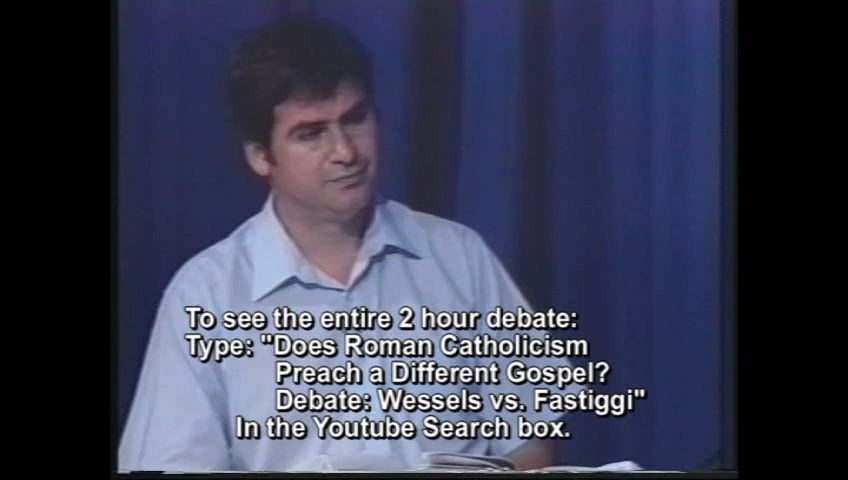 To see the entire 2 hour debate:
Type: "Does Roman Catholicism
Preach a Different Gospel?
Debate: Wessels vs. Fastiggi"
In the Youtube Search box.